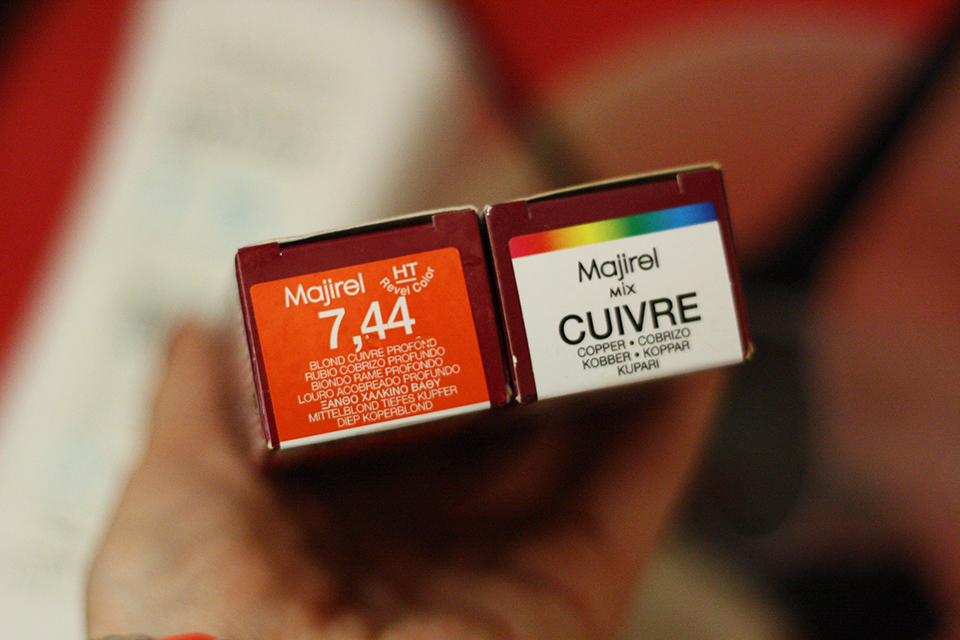 Majirel HT
Revel Color
7,44
BLOND CUIVRE PROFOND
RUBIO COBRIZO PROFUNDO
BIONDO RAME PROFONDO
LOURO ACOBREADO PROFUNDO
ΞΑΝΘΟ ΧΑΛΚΙΝΟ ΒΑΘΥ
MITTELBLOND TIEFES KUPFER
DIEP KOPERBLOND
Majirel
MiX
CUIVRE
COPPER • COBRIZO
KOBBER • KOPPAR
KUPARI